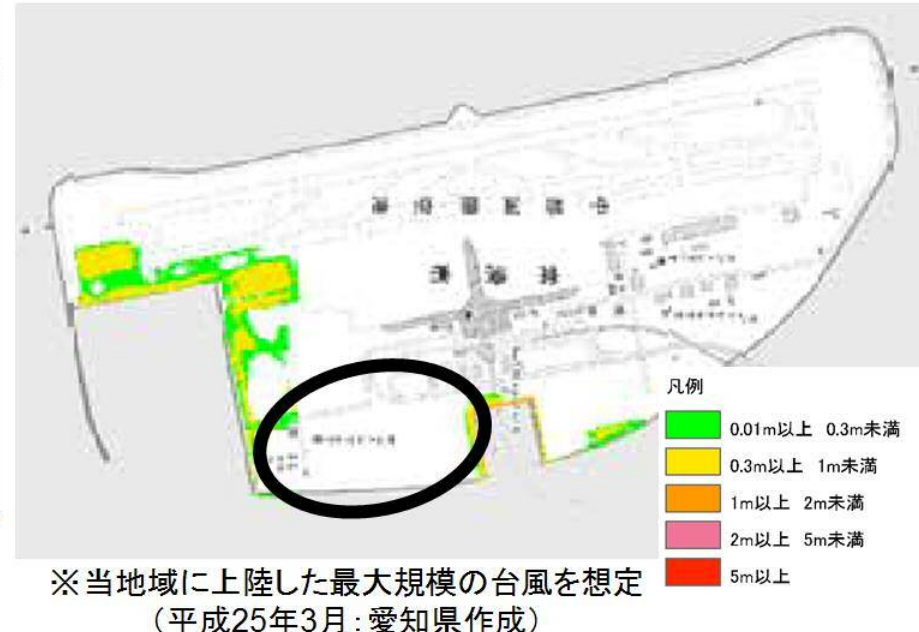 凡例
0.01m以上 0.3m未満
0.3m以上 1m未満
1m以上 2m未満
2m以上 5m未満
5m以上
※当地域に上陸した最大規模の台風を想定
(平成25年3月:愛知県作成)